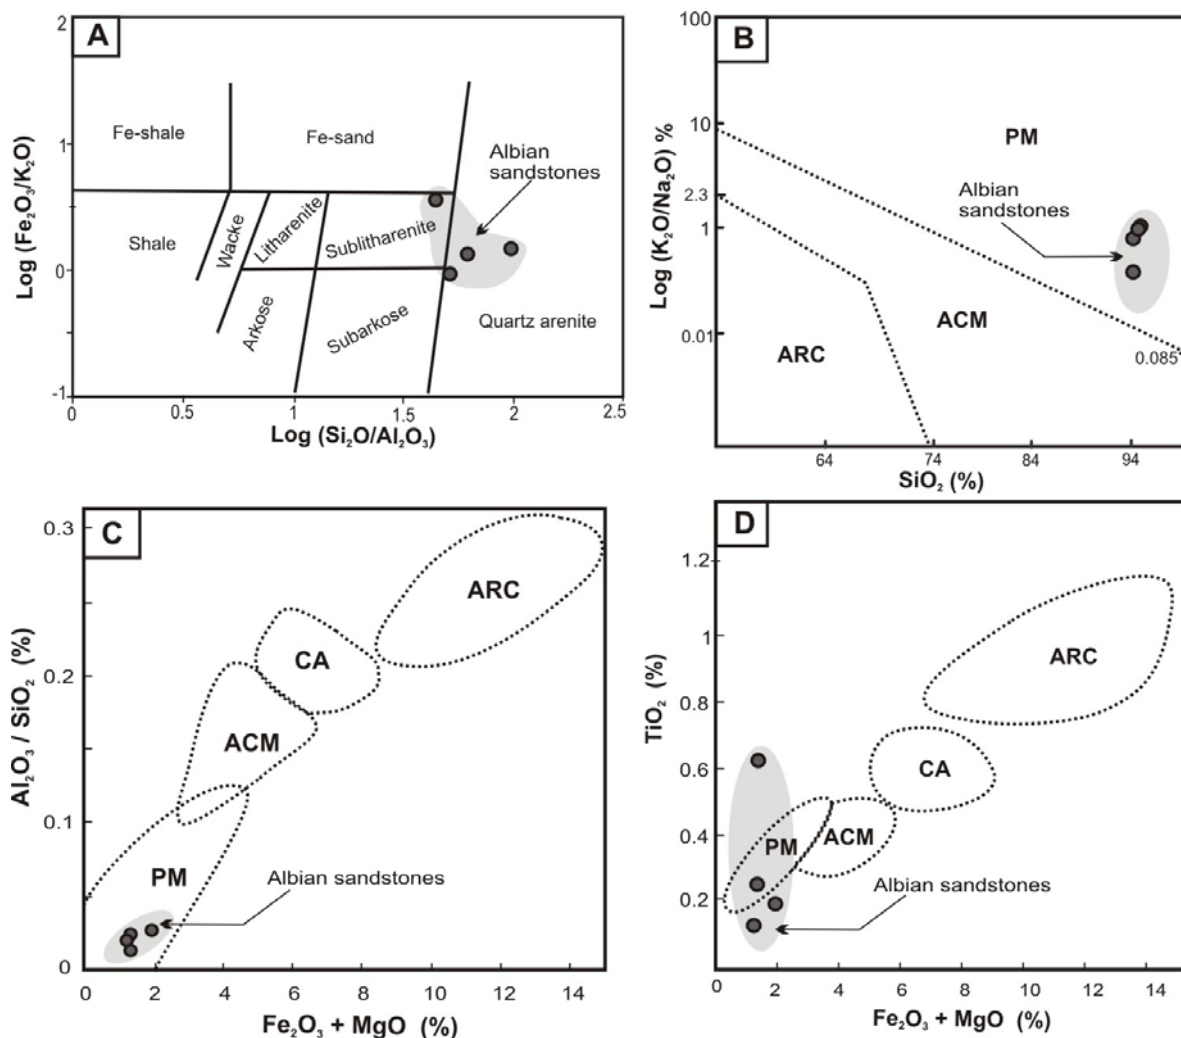 A
2
1
0
-1
Log (Fe₂O₃/K₂O)
Fe-shale
Fe-sand
Albian
sandstones
Shale
Wacke
Litharenite
Sublitharenite
Arkose
Subarkose
Quartz arenite
0
0.5
1
1.5
2
2.5
Log (Si₂O/Al₂O₃)
B
100
10
2.3
1
0.01
Log (K₂O/Na₂O) %
PM
Albian
sandstones
ACM
ARC
0.085
64
74
84
94
SiO₂ (%)
C
0.3
0.2
0.1
0
Al₂O₃ / SiO₂ (%)
ARC
CA
ACM
PM
Albian sandstones
0
2
4
6
8
10
12
14
Fe₂O₃ + MgO (%)
D
1.2
1
0.8
0.6
0.4
0.2
TiO₂ (%)
ARC
CA
PM
ACM
Albian sandstones
0
2
4
6
8
10
12
14
Fe₂O₃ + MgO (%)